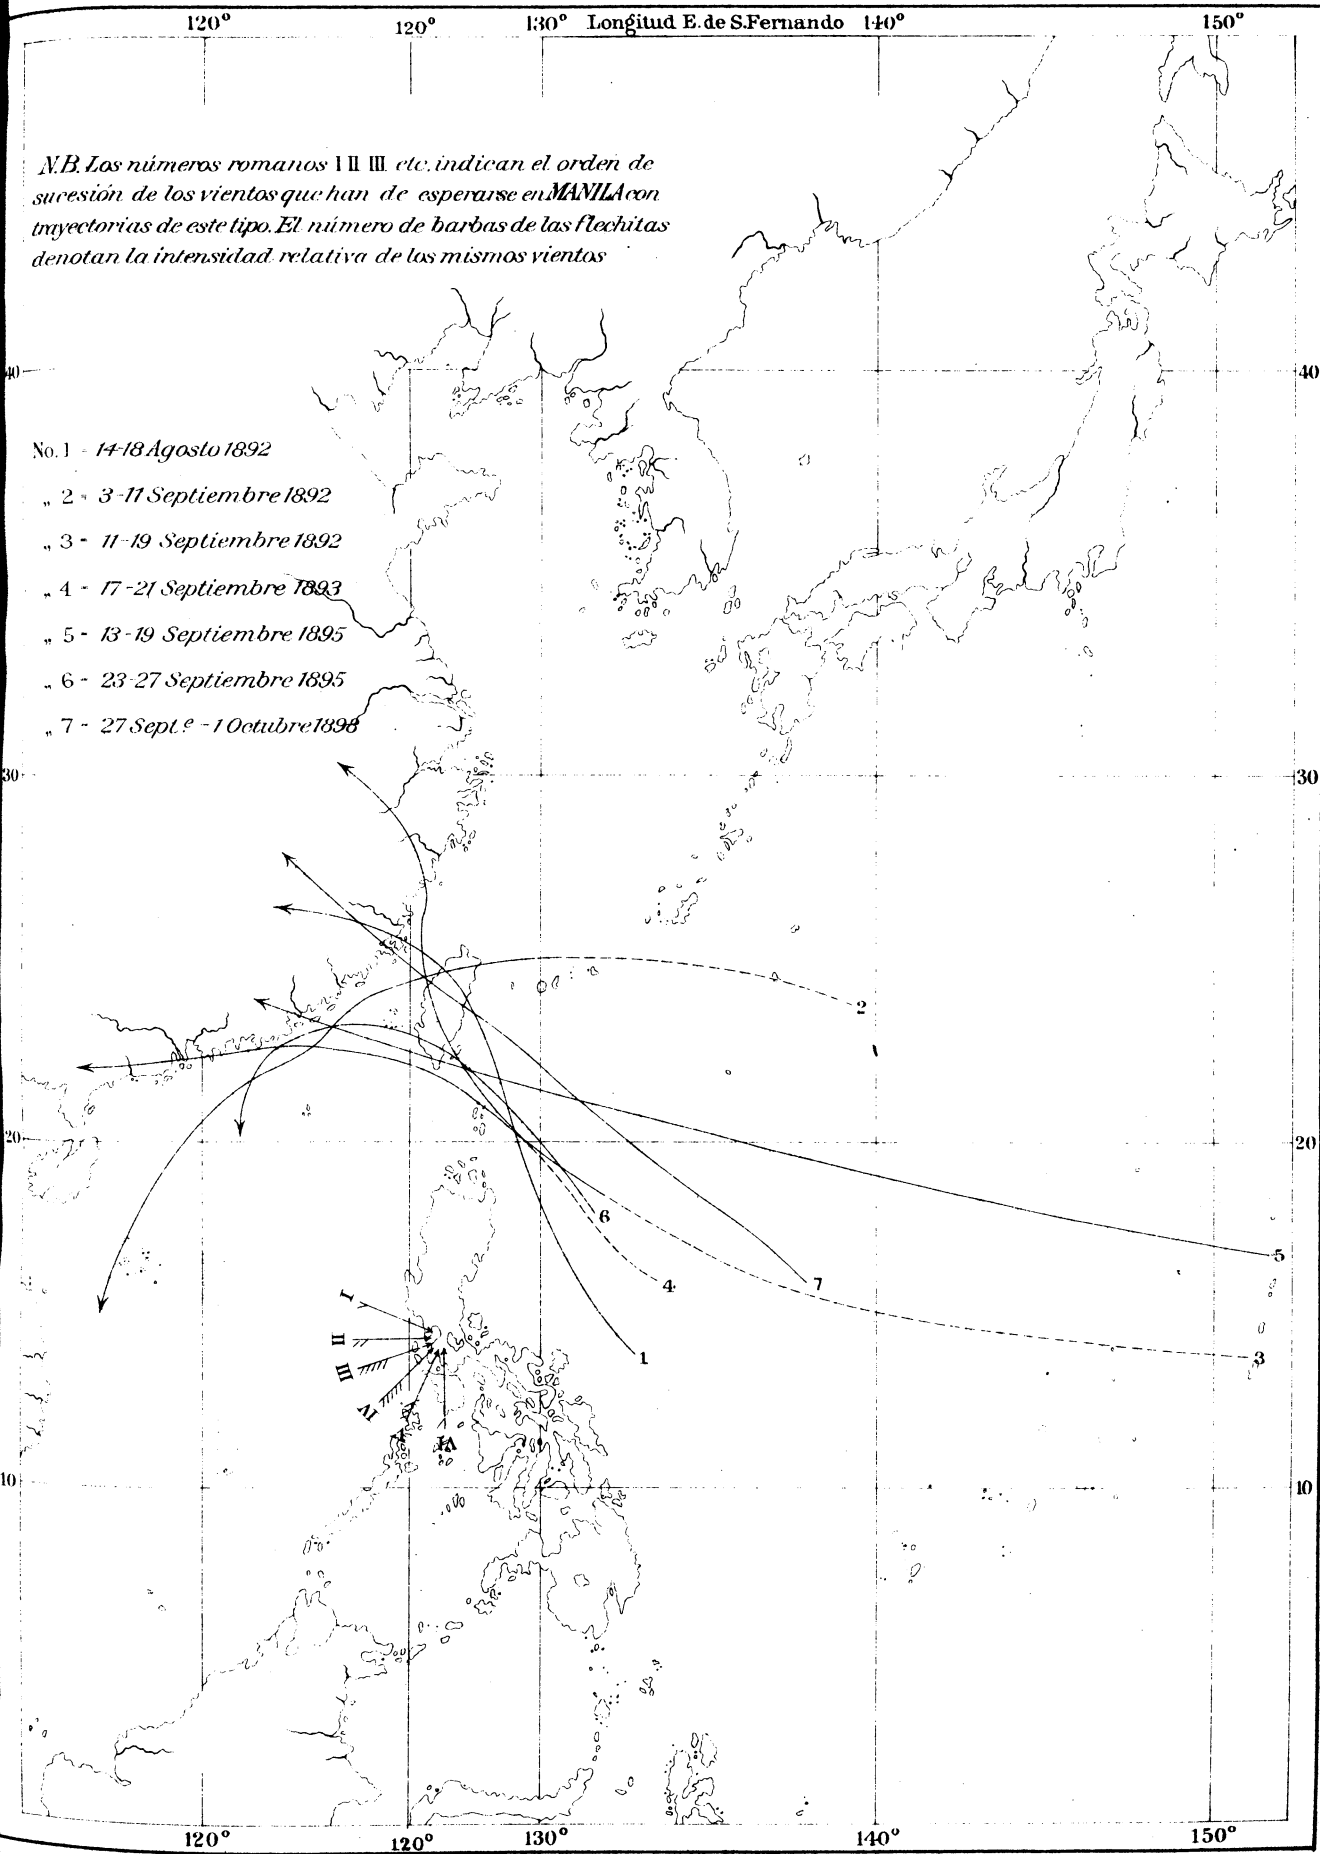 120° 120° 130° Longitud E. de S.Fernando 140° 150°
N.B. Los números romanos I II III. etc. indican el orden de
sucesión de los vientos que han de esperarse en MANILA con
trayectorias de este tipo. El número de barbas de las flechitas
denotan la intensidad relativa de los mismos vientos
40 40
No. 1 - 14-18 Agosto 1892
„ 2 - 3-11 Septiembre 1892
„ 3 - 11-19 Septiembre 1892
„ 4 - 17-21 Septiembre 1893
„ 5 - 13-19 Septiembre 1895
„ 6 - 23-27 Septiembre 1895
„ 7 - 27 Sept.e - 1 Octubre 1898
30 30
2
20 20
6
5
4
7
I
II
1
3
III
IV
V
VI
10 10
120° 120° 130° 140° 150°